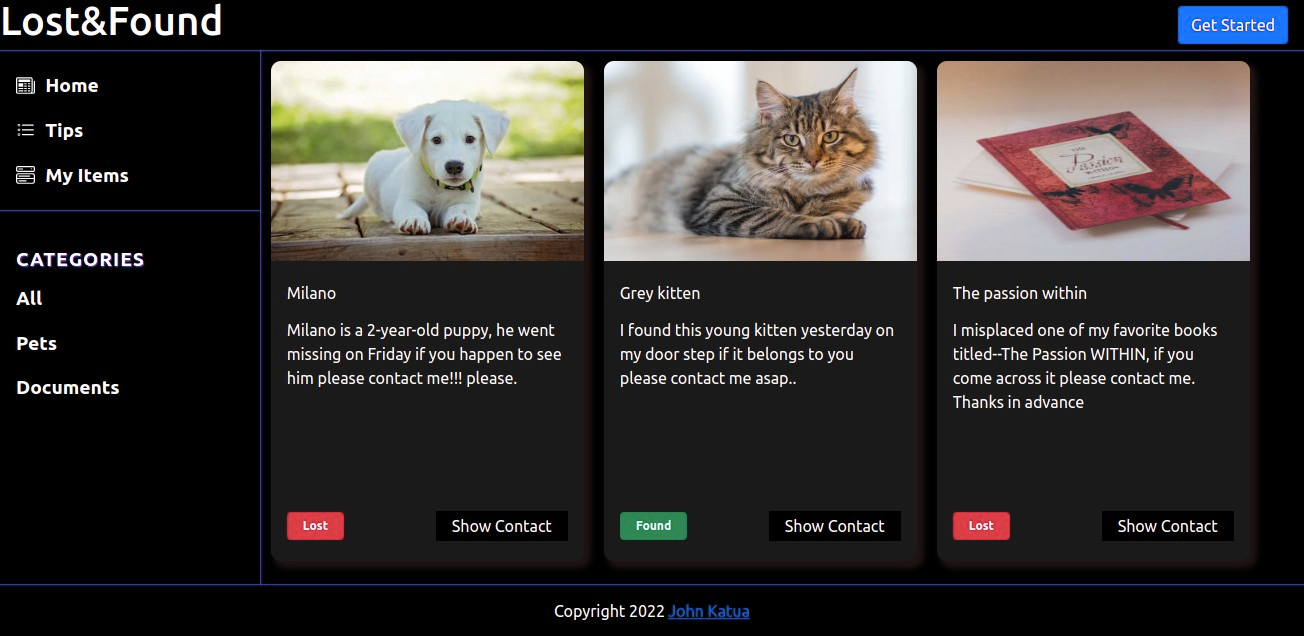 Lost&Found
Get Started
Home
Tips
My Items
CATEGORIES
All
Pets
Documents
Milano
Milano is a 2-year-old puppy, he went
missing on Friday if you happen to see
him please contact me!!! please.
Lost
Show Contact
Grey kitten
I found this young kitten yesterday on
my door step if it belongs to you
please contact me asap..
Found
Show Contact
THE
Passion
WITHIN
The passion within
I misplaced one of my favorite books
titled--The Passion WITHIN, if you
come across it please contact me.
Thanks in advance
Lost
Show Contact
Copyright 2022 John Katua